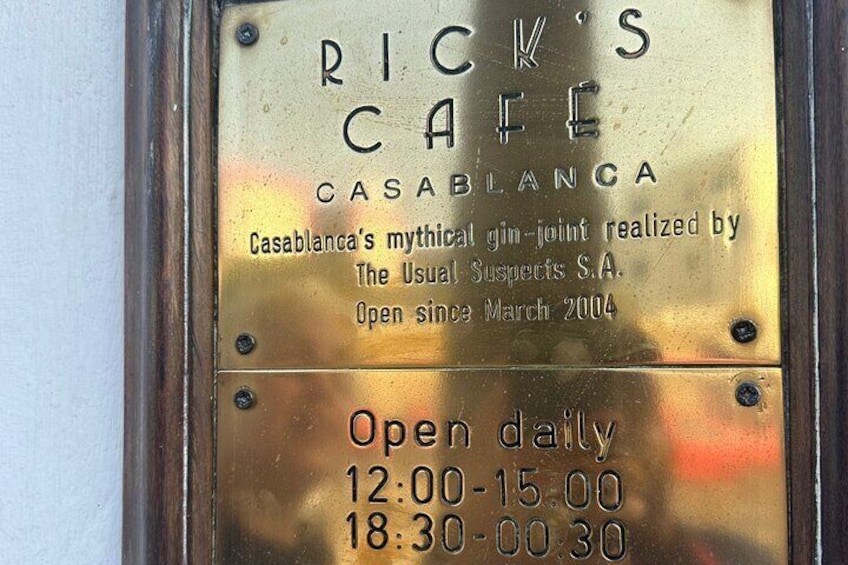 RICK'S
CAFÉ
CASABLANCA
Casablanca's mythical gin-joint realized by
The Usual Suspects S.A.
Open since March 2004
Open daily
12:00-15:00
18:30-00:30